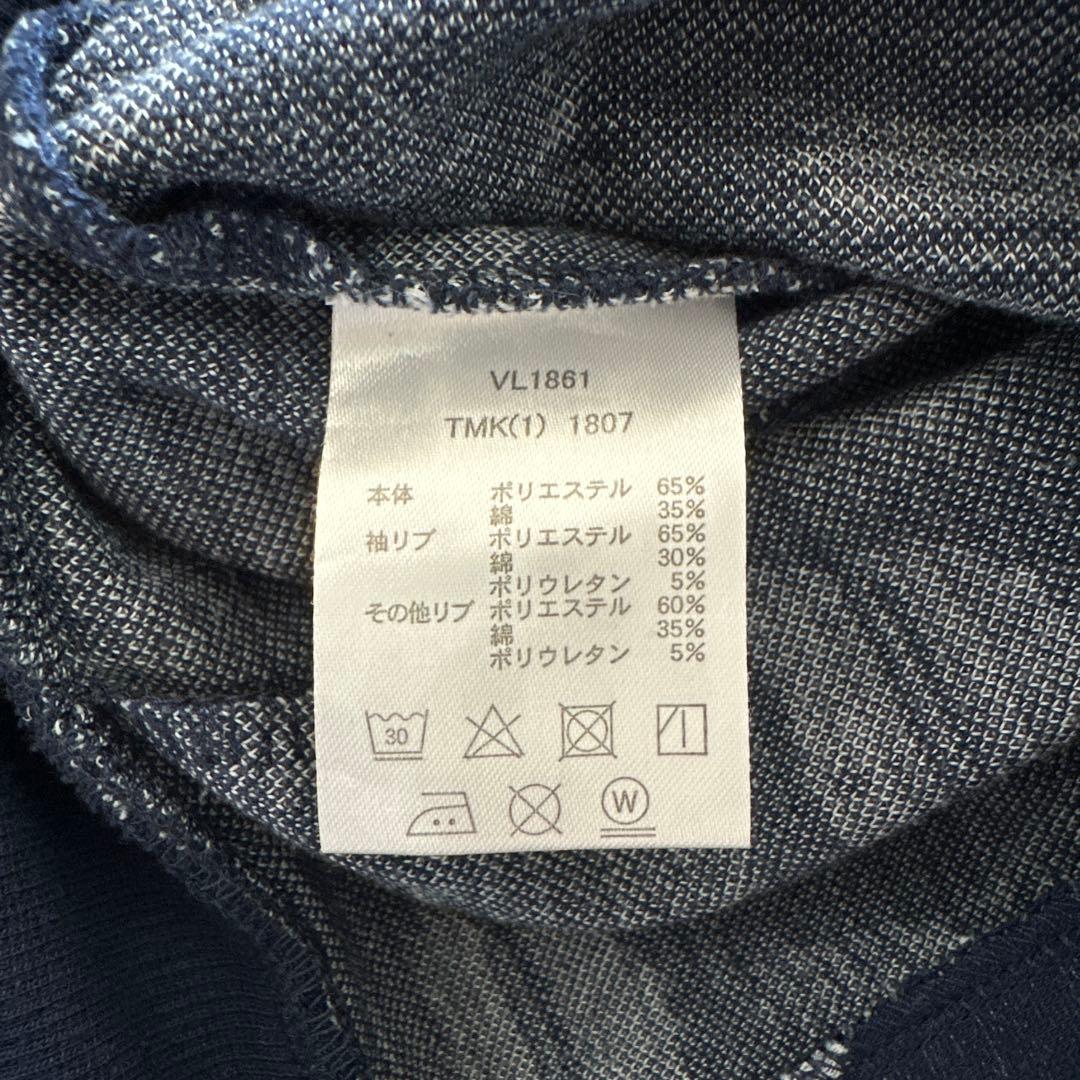 VL1861
TMK(1) 1807
本体 ポリエステル 65%
綿 35%
袖リブ ポリエステル 65%
綿 30%
ポリウレタン 5%
その他リブ ポリエステル 60%
綿 35%
ポリウレタン 5%
30
W